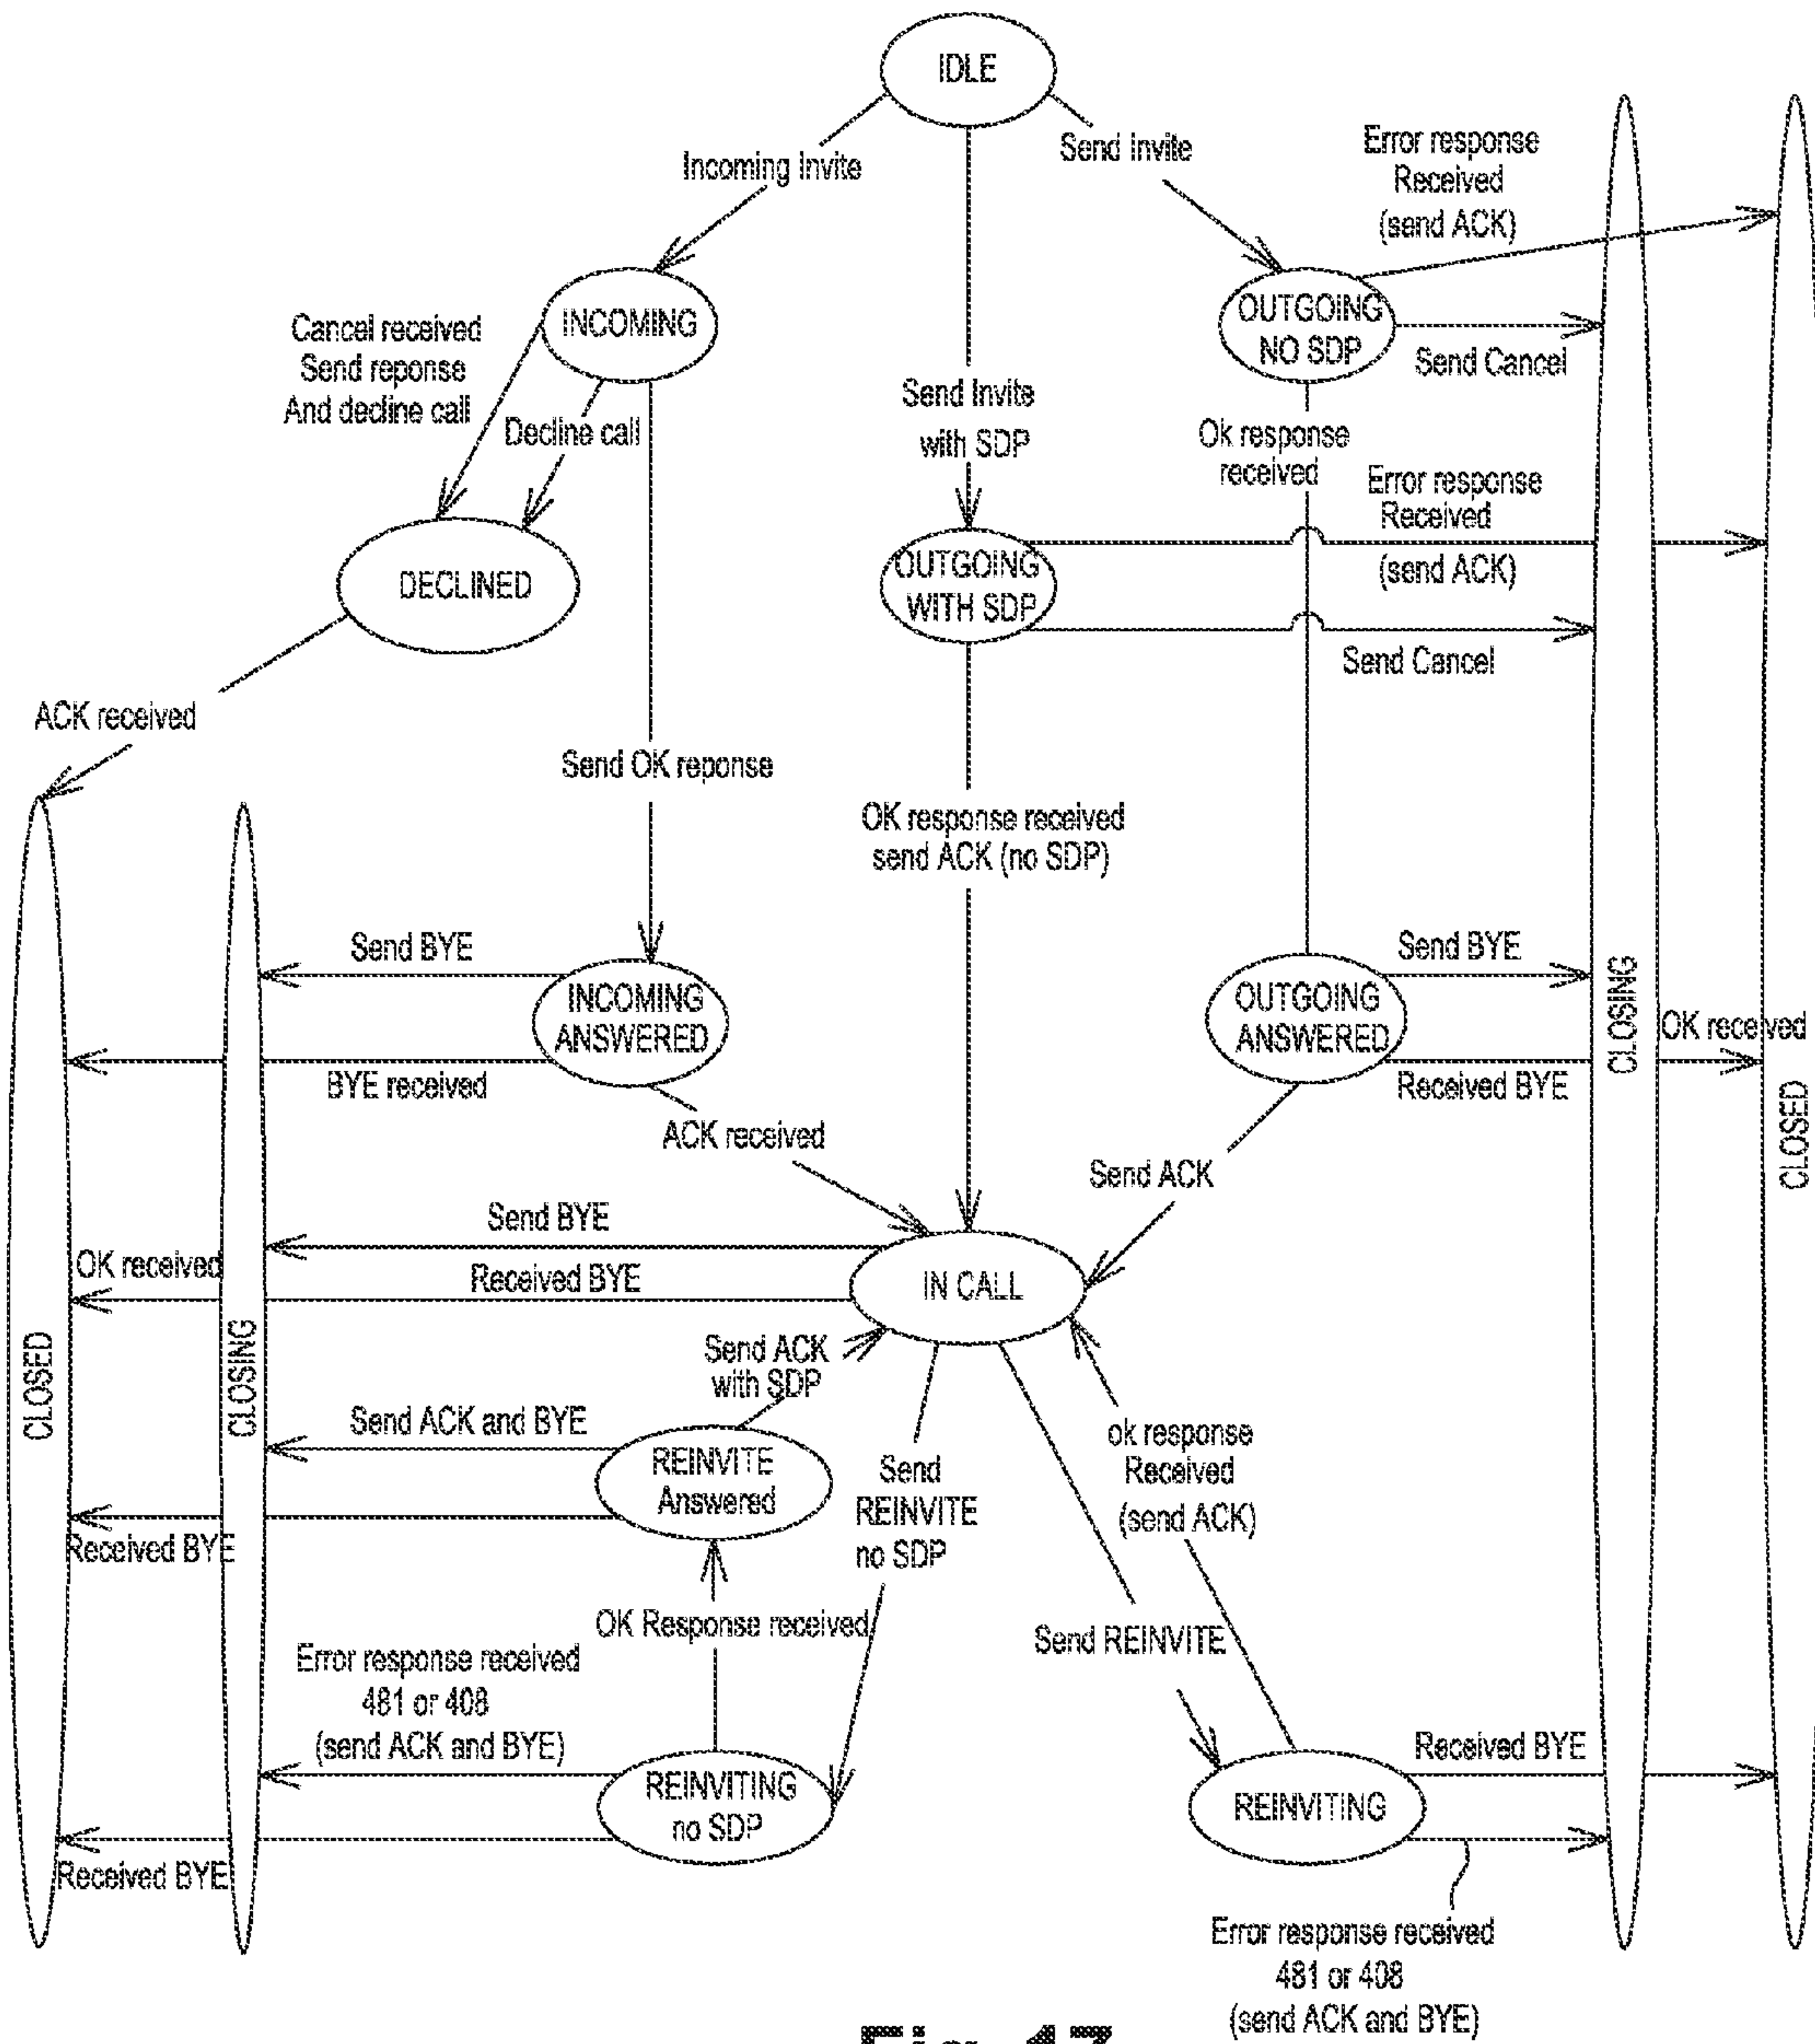 IDLE
Incoming Invite
Send Invite
Error response
Received
(send ACK)
INCOMING
OUTGOING
NO SDP
Send Cancel
Cancel received
Send reponse
And decline call
Decline call
Send Invite
with SDP
Ok response
received
Error response
Received
(send ACK)
DECLINED
OUTGOING
WITH SDP
Send Cancel
ACK received
Send OK reponse
OK response received
send ACK (no SDP)
Send BYE
INCOMING
ANSWERED
BYE received
Send BYE
OUTGOING
ANSWERED
Received BYE
CLOSING
OK received
CLOSED
ACK received
Send ACK
Send BYE
OK received
Received BYE
IN CALL
CLOSED
CLOSING
Send ACK
with SDP
Send ACK and BYE
REINVITE
Answered
Received BYE
Send
REINVITE
no SDP
ok response
Received
(send ACK)
OK Response received
Send REINVITE
Error response received
481 or 408
(send ACK and BYE)
REINVITING
no SDP
Received BYE
REINVITING
Received BYE
Error response received
481 or 408
(send ACK and BYE)
Fig. 17